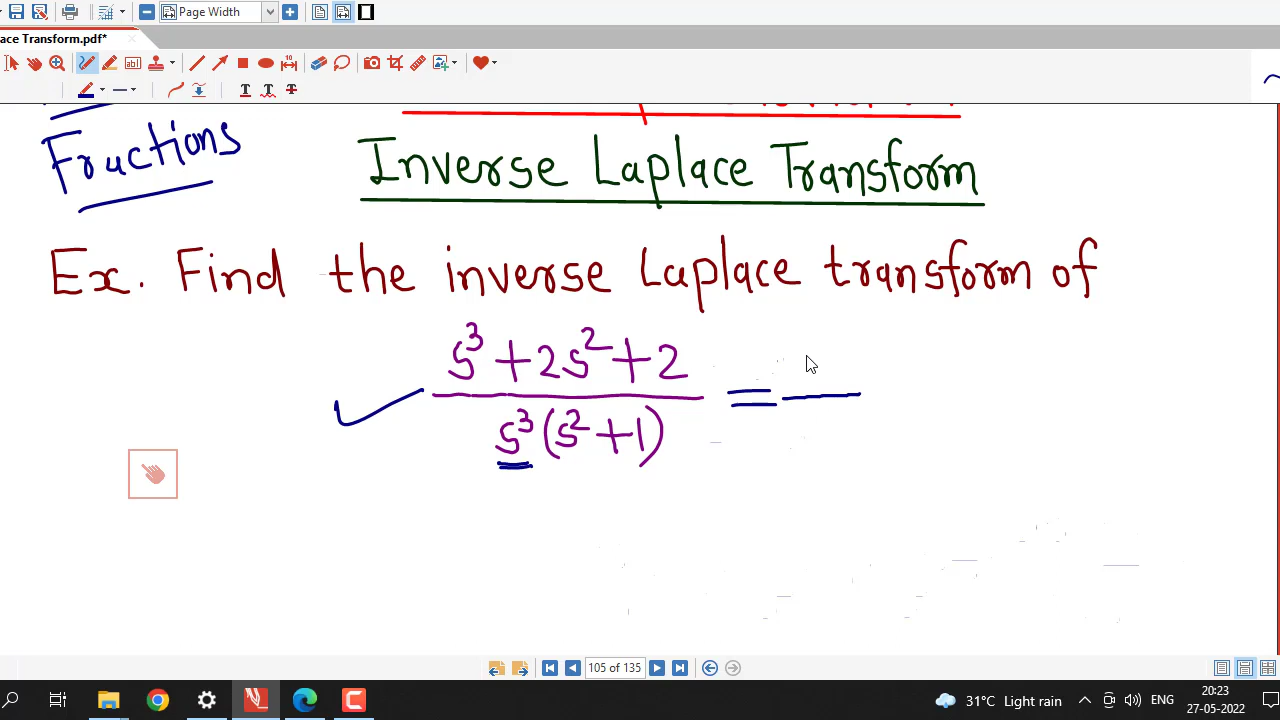 Page Width
lace Transform.pdf*
Fractions
Inverse Laplace Transform
Ex. Find the inverse Laplace transform of
s³ + 2s² + 2
=
s³ (s² + 1)
105 of 135
31°C Light rain
ENG
20:23
27-05-2022